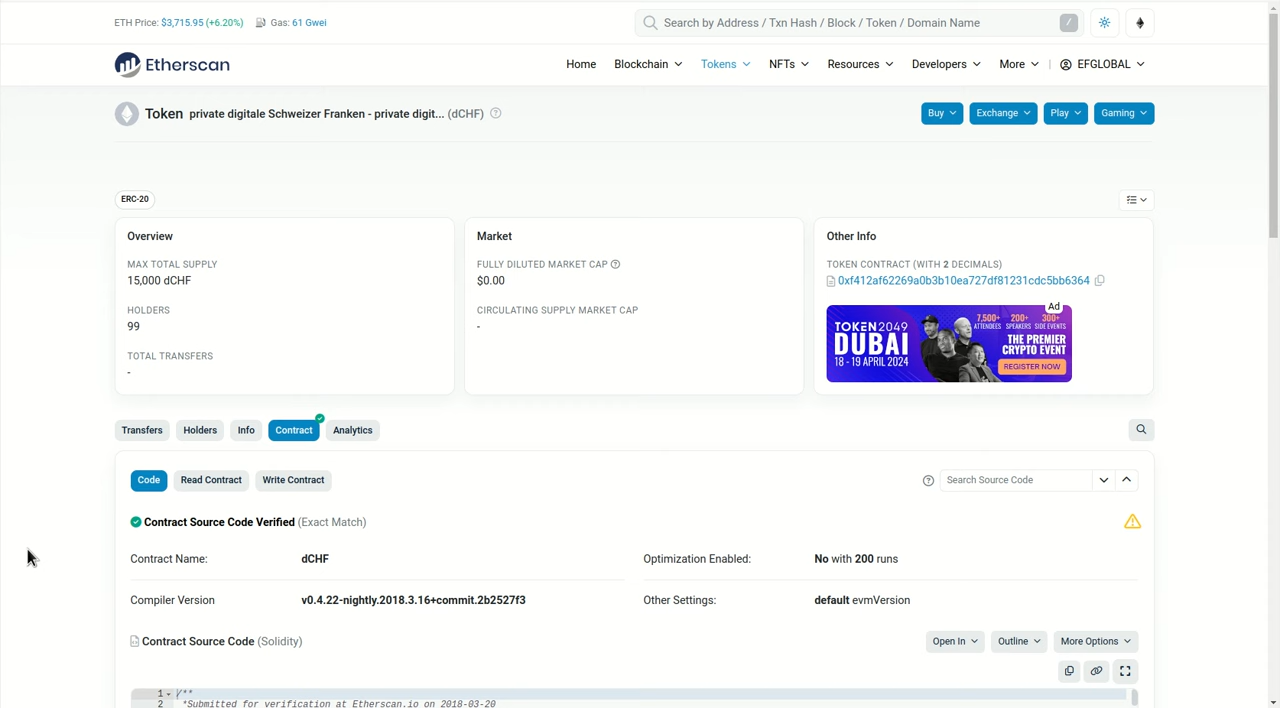 ETH Price: $3,715.95 (+6.20%) Gas: 61 Gwei
Search by Address / Txn Hash / Block / Token / Domain Name /
Etherscan
Home Blockchain Tokens NFTs Resources Developers More EFGLOBAL
Token private digitale Schweizer Franken - private digit... (dCHF)
Buy Exchange Play Gaming
ERC-20
Overview
MAX TOTAL SUPPLY
15,000 dCHF
HOLDERS
99
TOTAL TRANSFERS
-
Market
FULLY DILUTED MARKET CAP
$0.00
CIRCULATING SUPPLY MARKET CAP
-
Other Info
TOKEN CONTRACT (WITH 2 DECIMALS)
0xf412af62269a0b3b10ea727df81231cdc5bb6364
Ad
TOKEN2049
DUBAI
18 - 19 APRIL 2024
7,500+ 200+ 300+
ATTENDEES SPEAKERS SIDE EVENTS
THE PREMIER
CRYPTO EVENT
REGISTER NOW
Transfers Holders Info Contract Analytics
Code Read Contract Write Contract
Search Source Code
Contract Source Code Verified (Exact Match)
Contract Name: dCHF
Optimization Enabled: No with 200 runs
Compiler Version v0.4.22-nightly.2018.3.16+commit.2b2527f3
Other Settings: default evmVersion
Contract Source Code (Solidity)
Open In Outline More Options
1 /**
2 *Submitted for verification at Etherscan.io on 2018-03-20